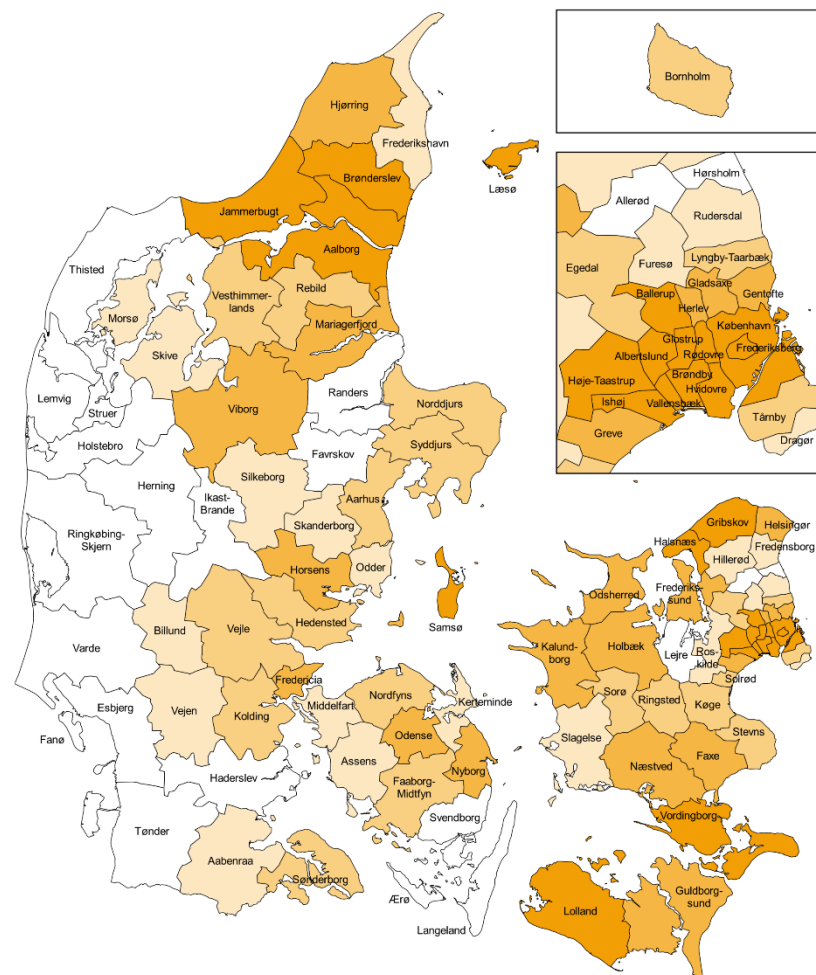 Bornholm
Hjørring
Frederikshavn
Brønderslev
Læsø
Jammerbugt
Aalborg
Thisted
Rebild
Vesthimmer-
lands
Morsø
Mariagerfjord
Skive
Lemvig
Struer
Randers
Viborg
Norddjurs
Holstebro
Favrskov
Syddjurs
Silkeborg
Herning
Ikast-
Brande
Aarhus
Ringkøbing-
Skjern
Skanderborg
Horsens
Odder
Samsø
Hedensted
Billund
Vejle
Varde
Fredericia
Esbjerg
Vejen
Kolding
Middelfart
Nordfyns
Kerteminde
Fanø
Odense
Assens
Nyborg
Haderslev
Faaborg-
Midtfyn
Svendborg
Tønder
Aabenraa
Sønderborg
Ærø
Langeland
Hørsholm
Allerød
Rudersdal
Egedal
Furesø
Lyngby-Taarbæk
Gladsaxe
Ballerup
Gentofte
Herlev
København
Glostrup
Frederiksberg
Albertslund
Rødovre
Høje-Taastrup
Brøndby
Hvidovre
Ishøj
Vallensbæk
Tårnby
Greve
Dragør
Gribskov
Helsingør
Halsnæs
Fredensborg
Hillerød
Frederiks-
sund
Odsherred
Kalund-
borg
Holbæk
Lejre
Ros-
kilde
Solrød
Sorø
Ringsted
Køge
Stevns
Slagelse
Næstved
Faxe
Vordingborg
Guldborg-
sund
Lolland